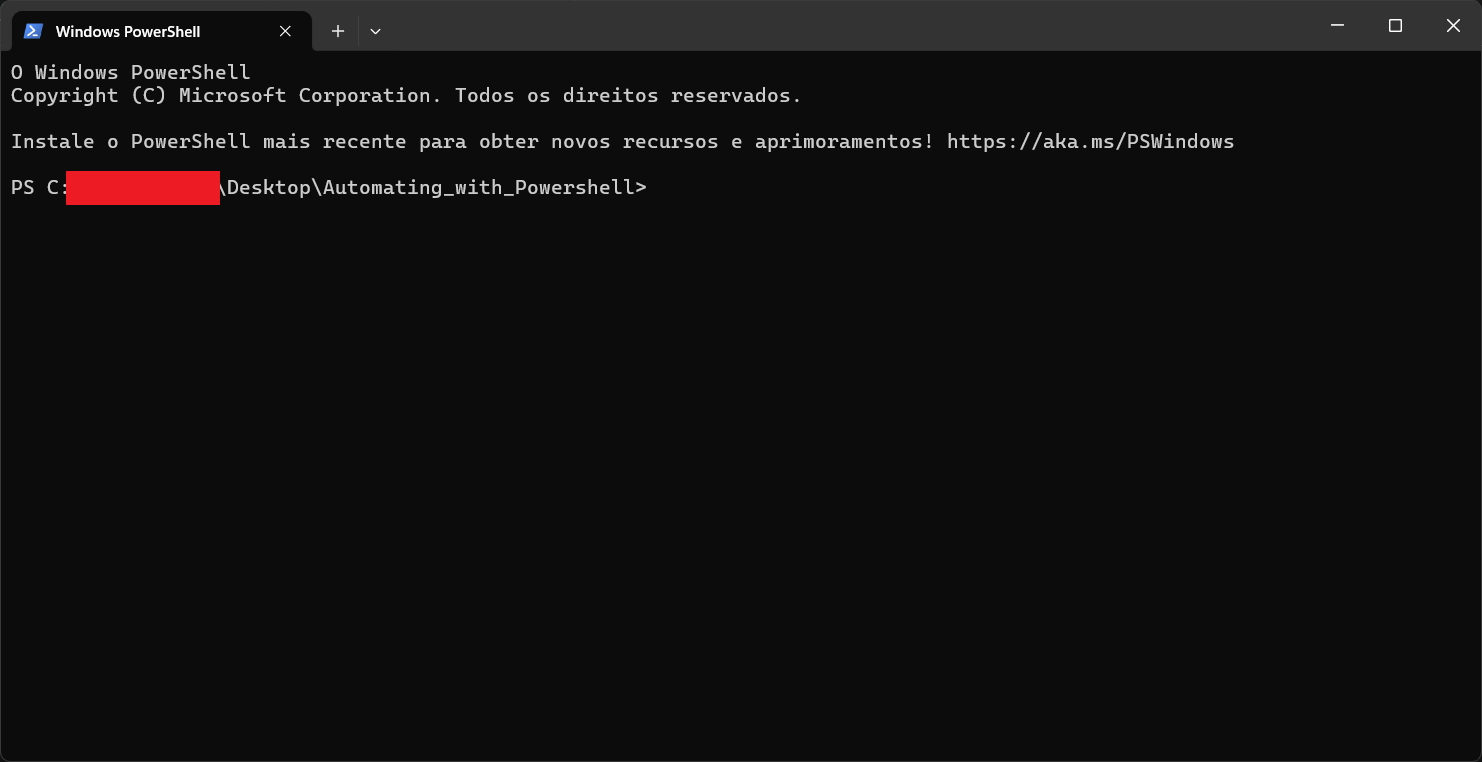 Windows PowerShell
O Windows PowerShell
Copyright (C) Microsoft Corporation. Todos os direitos reservados.
Instale o PowerShell mais recente para obter novos recursos e aprimoramentos! https://aka.ms/PSWindows
PS C:\Desktop\Automating_with_Powershell>